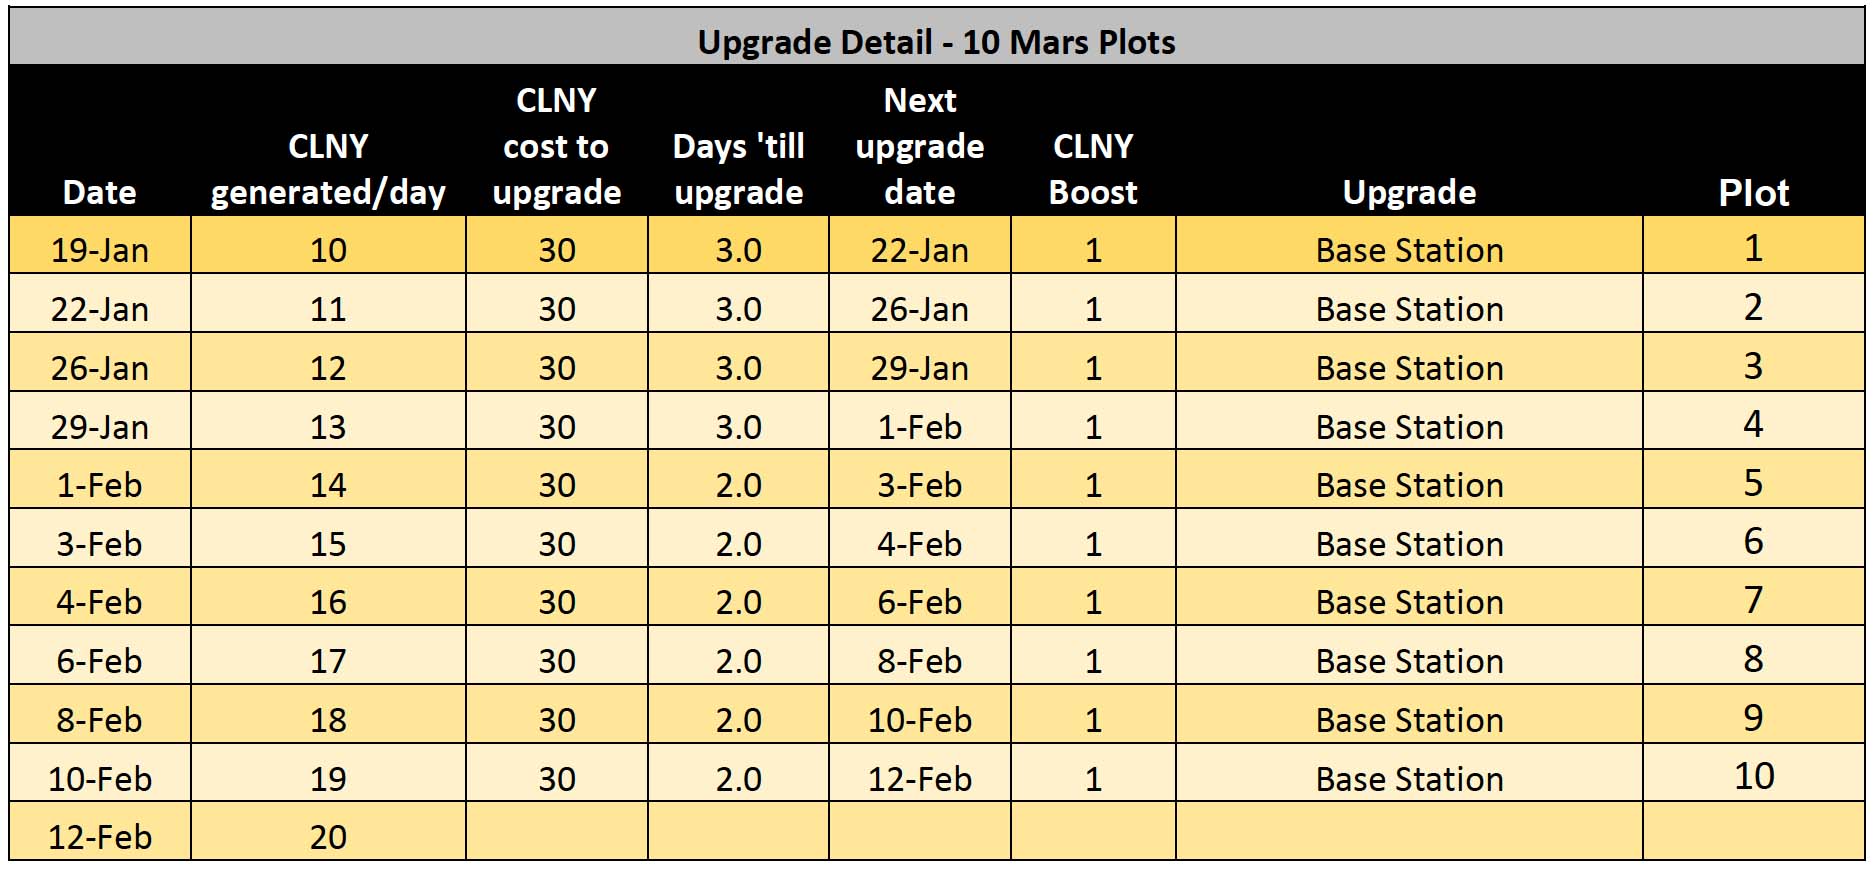 Upgrade Detail - 10 Mars Plots
Date CLNY generated/day CLNY cost to upgrade Days 'till upgrade Next upgrade date CLNY Boost Upgrade Plot
19-Jan 10 30 3.0 22-Jan 1 Base Station 1
22-Jan 11 30 3.0 26-Jan 1 Base Station 2
26-Jan 12 30 3.0 29-Jan 1 Base Station 3
29-Jan 13 30 3.0 1-Feb 1 Base Station 4
1-Feb 14 30 2.0 3-Feb 1 Base Station 5
3-Feb 15 30 2.0 4-Feb 1 Base Station 6
4-Feb 16 30 2.0 6-Feb 1 Base Station 7
6-Feb 17 30 2.0 8-Feb 1 Base Station 8
8-Feb 18 30 2.0 10-Feb 1 Base Station 9
10-Feb 19 30 2.0 12-Feb 1 Base Station 10
12-Feb 20